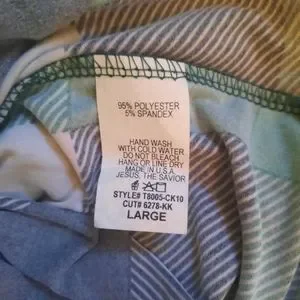 95% POLYESTER
5% SPANDEX
HAND WASH
WITH COLD WATER
DO NOT BLEACH
HANG OR LINE DRY
MADE IN U.S.A
JESUS, THE SAVIOR
STYLE# T8005-CK10
CUT# 6278-KK
LARGE